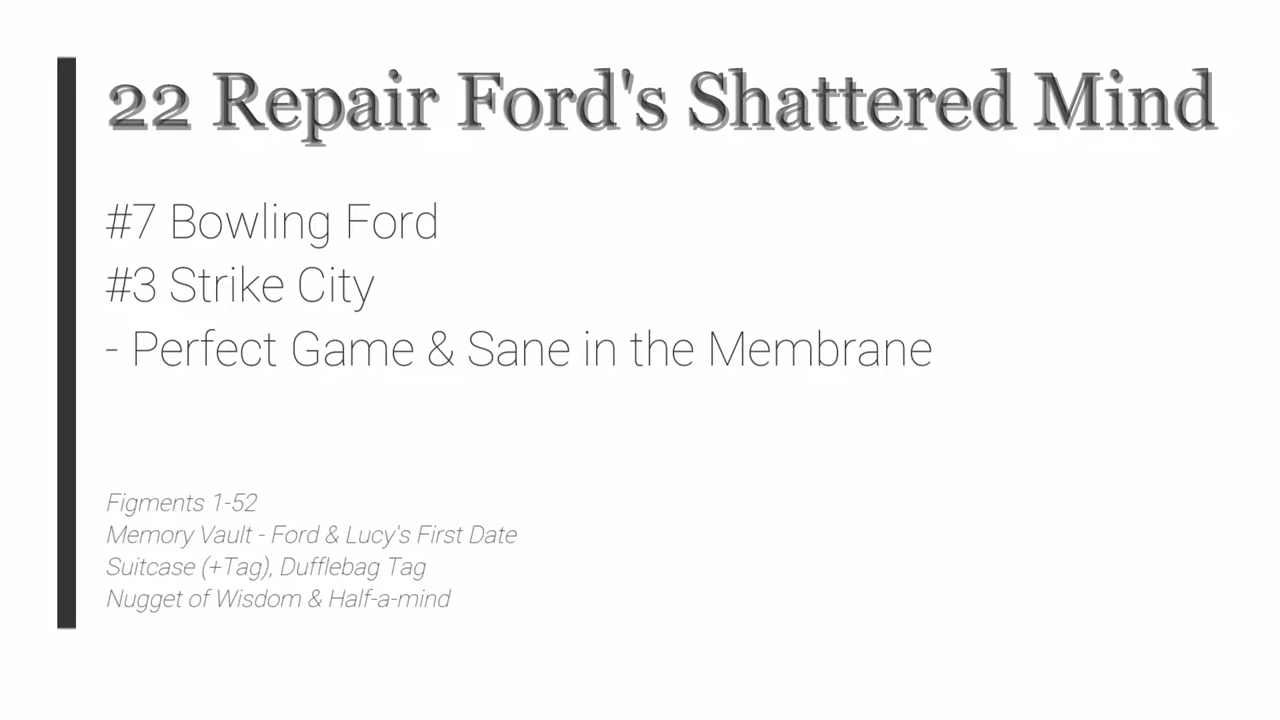 22 Repair Ford's Shattered Mind
#7 Bowling Ford
#3 Strike City
- Perfect Game & Sane in the Membrane
Figments 1-52
Memory Vault - Ford & Lucy's First Date
Suitcase (+Tag), Dufflebag Tag
Nugget of Wisdom & Half-a-mind